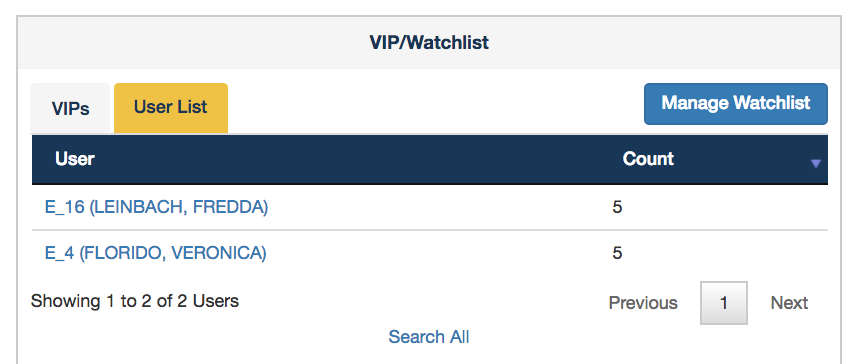 VIP/Watchlist
VIPs User List Manage Watchlist
User Count
E_16 (LEINBACH, FREDDA) 5
E_4 (FLORIDO, VERONICA) 5
Showing 1 to 2 of 2 Users Previous 1 Next
Search All